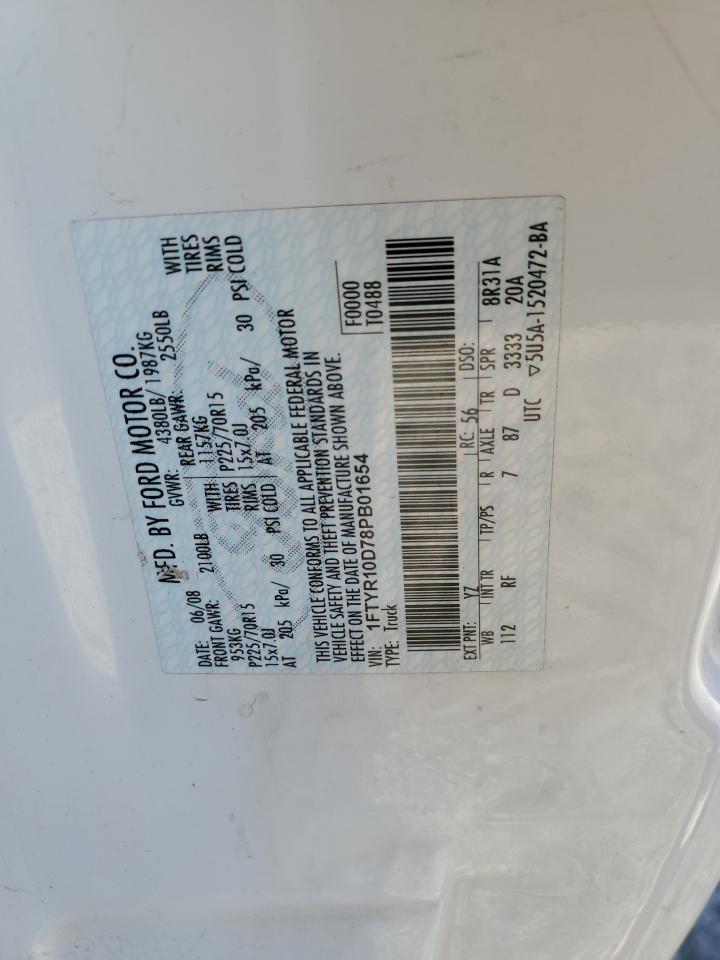 MFD. BY FORD MOTOR CO.
DATE: 06/08 GVWR: 4380LB/ 1987KG
FRONT GAWR: 2100LB REAR GAWR: 2550LB
953KG WITH 1157KG WITH
P225/70R15 TIRES P225/70R15 TIRES
15x7.0J RIMS 15x7.0J RIMS
AT 205 kPa/ 30 PSI COLD AT 205 kPa/ 30 PSI COLD
THIS VEHICLE CONFORMS TO ALL APPLICABLE FEDERAL MOTOR
VEHICLE SAFETY AND THEFT PREVENTION STANDARDS IN
EFFECT ON THE DATE OF MANUFACTURE SHOWN ABOVE.
VIN: 1FTYR10D78PB01654 F0000
TYPE: Truck T0488
EXT PNT: YZ RC: 56 DSO:
WB INT TR TP/PS R AXLE TR SPR 8R31A
112 RF 7 87 D 3333 20A
UTC ▽5U5A-1520472-BA